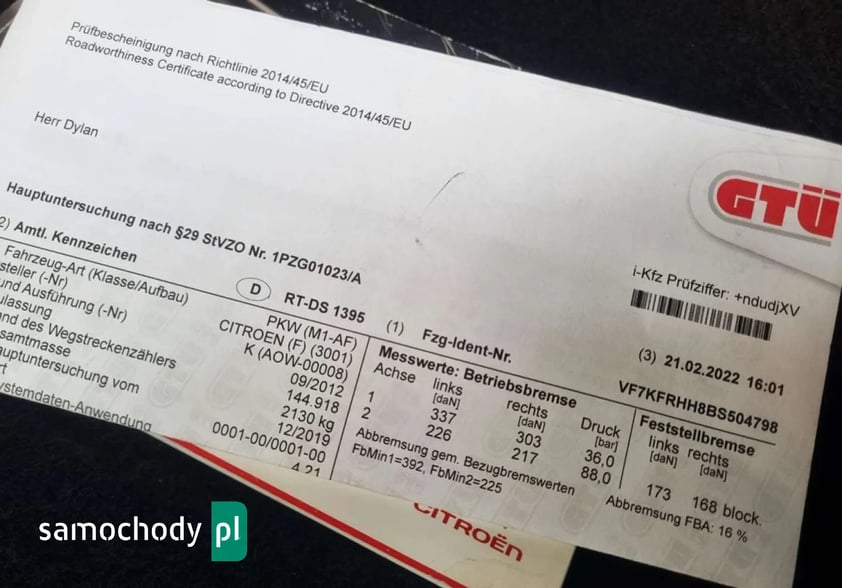 Prüfbescheinigung nach Richtlinie 2014/45/EU
Roadworthiness Certificate according to Directive 2014/45/EU
Herr Dylan
GTÜ
Hauptuntersuchung nach §29 StVZO Nr. 1PZG01023/A
i-Kfz Prüfziffer: +ndudjXV
2) Amtl. Kennzeichen D RT-DS 1395 (1) Fzg-Ident-Nr. (3) 21.02.2022 16:01
VF7KFRHH8BS504798
Fahrzeug-Art (Klasse/Aufbau) PKW (M1-AF)
steller (-Nr) CITROEN (F) (3001)
und Ausführung (-Nr) K (AOW-00008)
ulassung 09/2012
and des Wegstreckenzählers 144.918
samtmasse 2130 kg
auptuntersuchung vom 12/2019
rt 0001-00/0001-00
ystemdaten-Anwendung 4.21
Messwerte: Betriebsbremse
Achse links rechts Druck
[daN] [daN] [bar]
1 337 303 36,0
2 226 217 88,0
Abbremsung gem. Bezugbremswerten
FbMin1=392, FbMin2=225
Feststellbremse
links rechts
[daN] [daN]
173 168 block.
Abbremsung FBA: 16 %
CITROËN
samochody pl